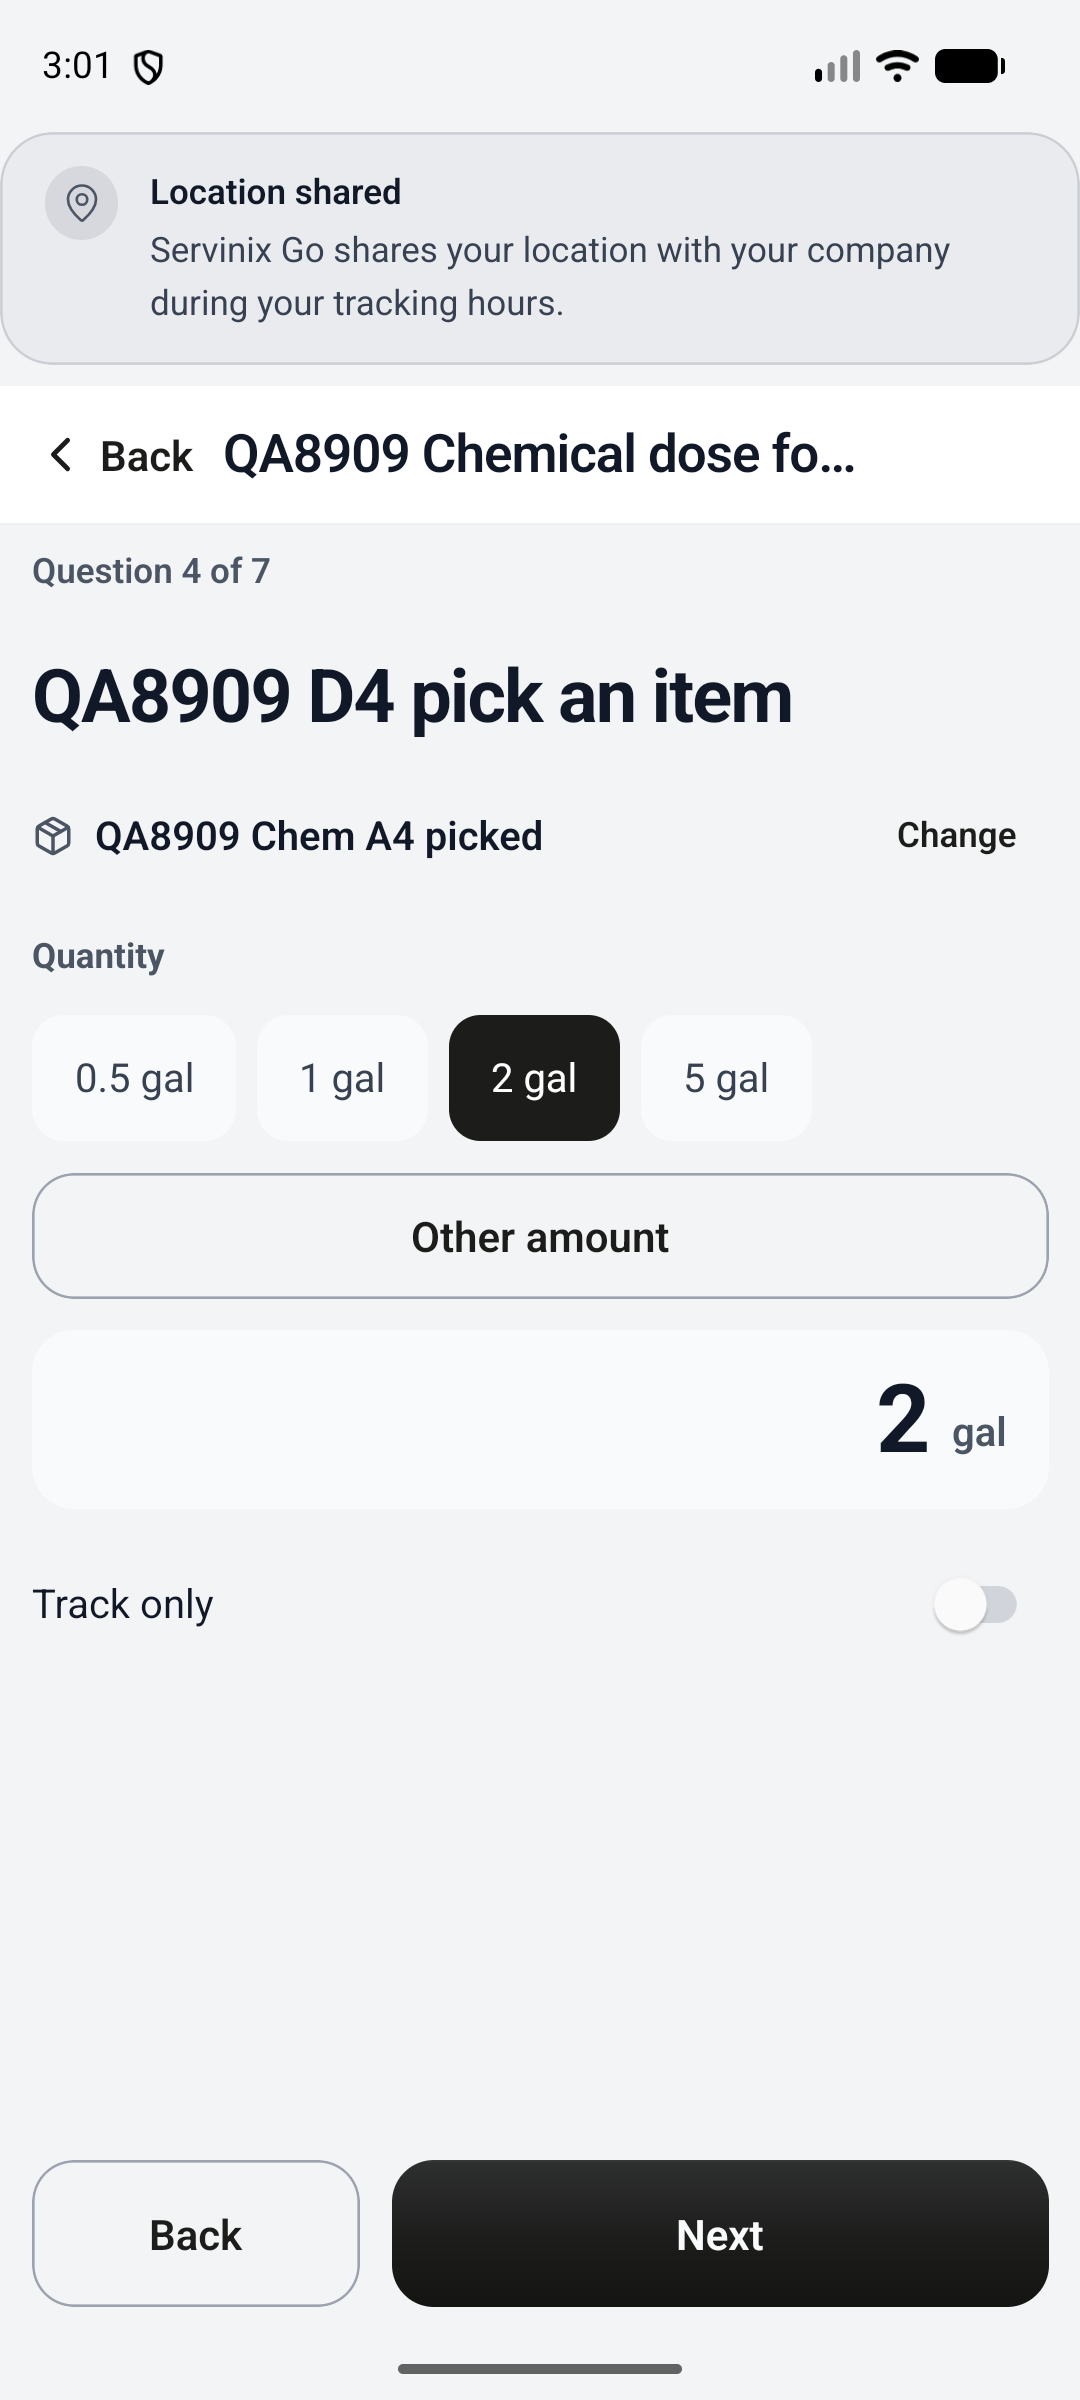 3:01
Location shared
Servinix Go shares your location with your company
during your tracking hours.
Back QA8909 Chemical dose fo...
Question 4 of 7
QA8909 D4 pick an item
QA8909 Chem A4 picked Change
Quantity
0.5 gal 1 gal 2 gal 5 gal
Other amount
2 gal
Track only
Back Next